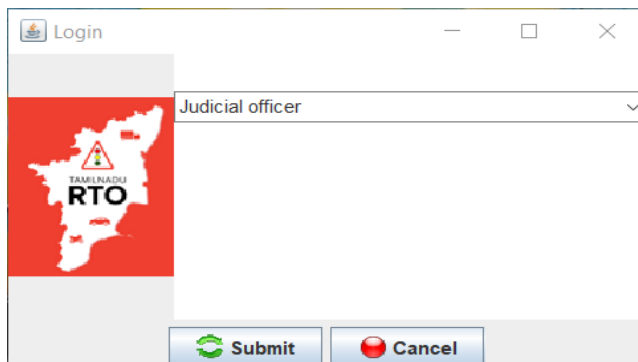 Login
Judicial officer
TAMILNADU
RTO
Submit
Cancel